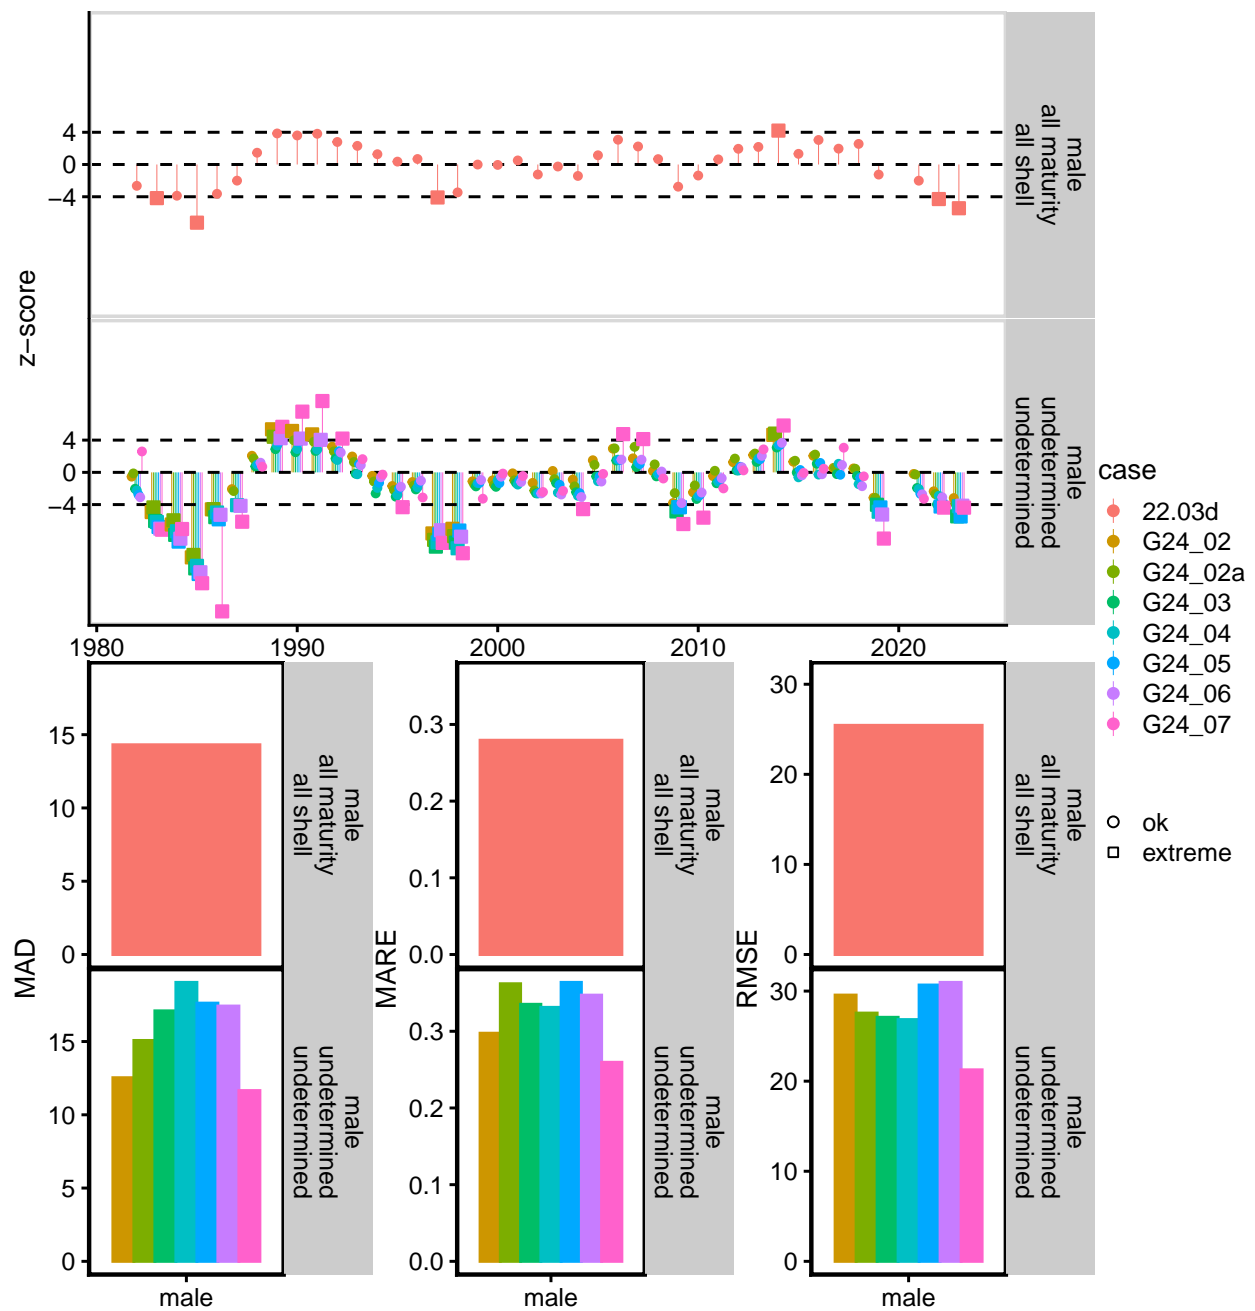 z−score
4
0
−4
male
all maturity
all shell
4
0
−4
male
undetermined
undetermined
1980
1990
2000
2010
2020
case
22.03d
G24_02
G24_02a
G24_03
G24_04
G24_05
G24_06
G24_07
ok
extreme
MAD
15
10
5
0
male
all maturity
all shell
15
10
5
0
male
undetermined
undetermined
male
MARE
0.3
0.2
0.1
0.0
male
all maturity
all shell
0.3
0.2
0.1
0.0
male
undetermined
undetermined
male
RMSE
30
20
10
0
male
all maturity
all shell
30
20
10
0
male
undetermined
undetermined
male